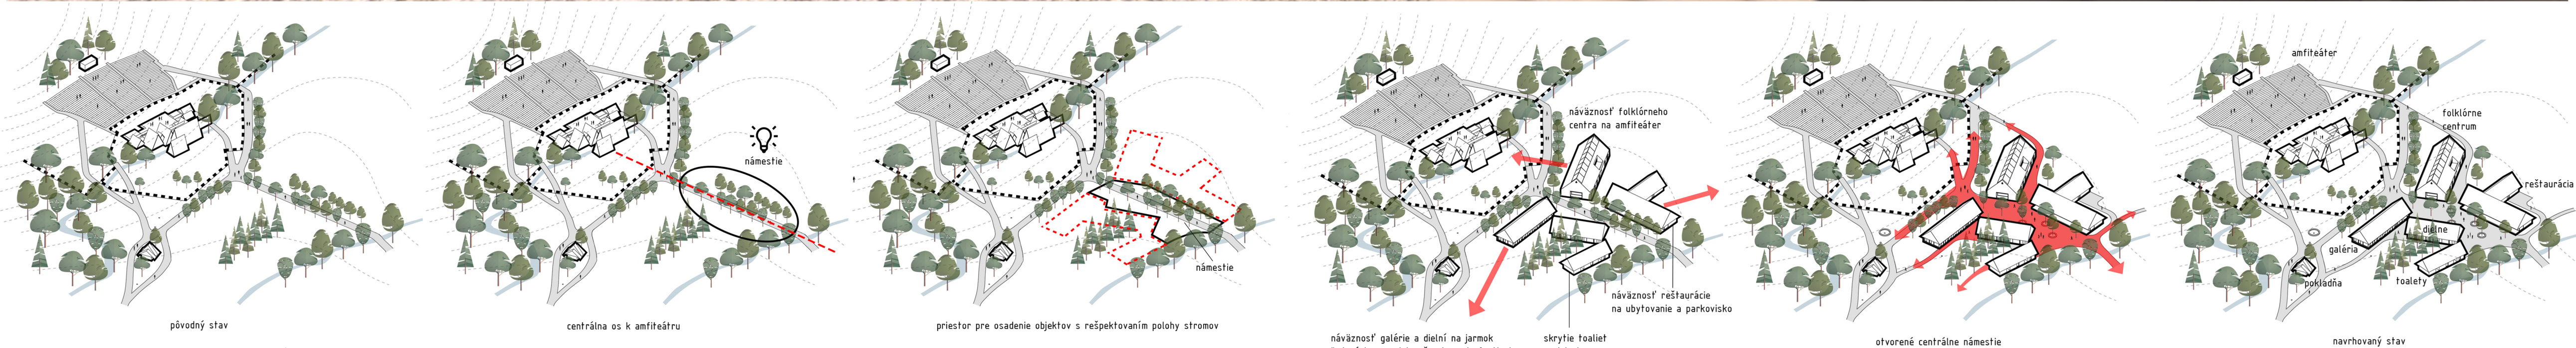 pôvodný stav
námestie
centrálna os k amfiteátru
námestie
priestor pre osadenie objektov s rešpektovaním polohy stromov
náväznosť folklórneho
centra na amfiteáter
náväznosť reštaurácie
na ubytovanie a parkovisko
náväznosť galérie a dielní na jarmok
skrytie toaliet
otvorené centrálne námestie
amfiteáter
folklórne
centrum
reštaurácia
dielne
galéria
toalety
pokladňa
navrhovaný stav